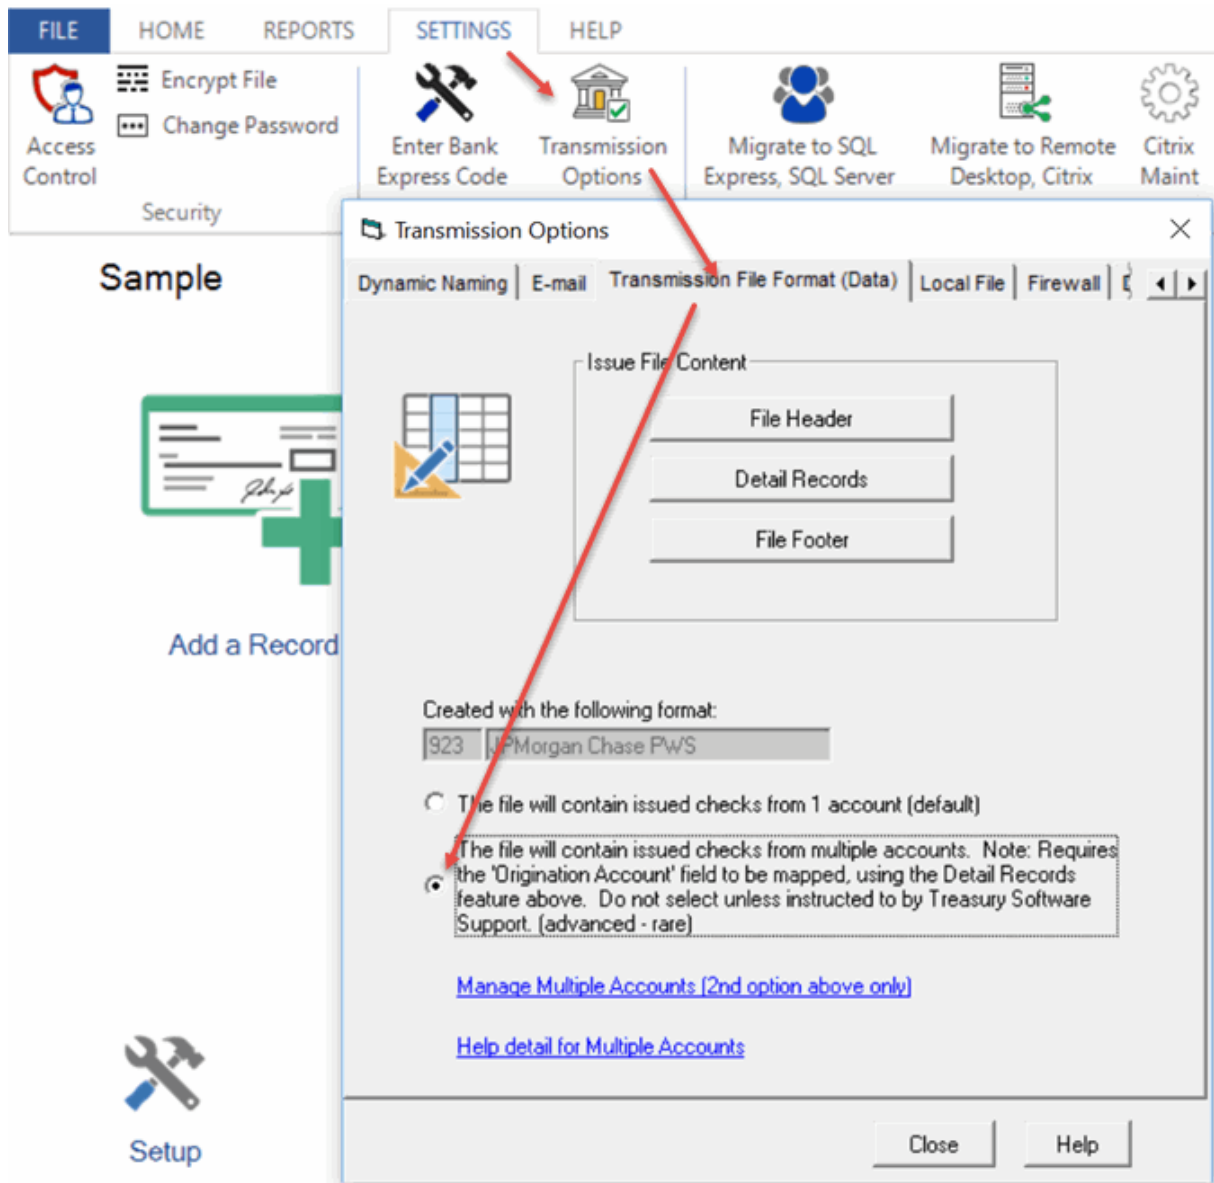 FILE HOME REPORTS SETTINGS HELP
Encrypt File
Change Password
Access
Control
Security
Enter Bank
Express Code
Transmission
Options
Migrate to SQL
Express, SQL Server
Migrate to Remote
Desktop, Citrix
Citrix
Maint
Sample
Add a Record
Setup
Transmission Options
Dynamic Naming E-mail Transmission File Format (Data) Local File Firewall
Issue File Content
File Header
Detail Records
File Footer
Created with the following format:
923 JPMorgan Chase PWS
The file will contain issued checks from 1 account (default)
The file will contain issued checks from multiple accounts. Note: Requires
the 'Origination Account' field to be mapped, using the Detail Records
feature above. Do not select unless instructed to by Treasury Software
Support. (advanced - rare)
Manage Multiple Accounts (2nd option above only)
Help detail for Multiple Accounts
Close Help